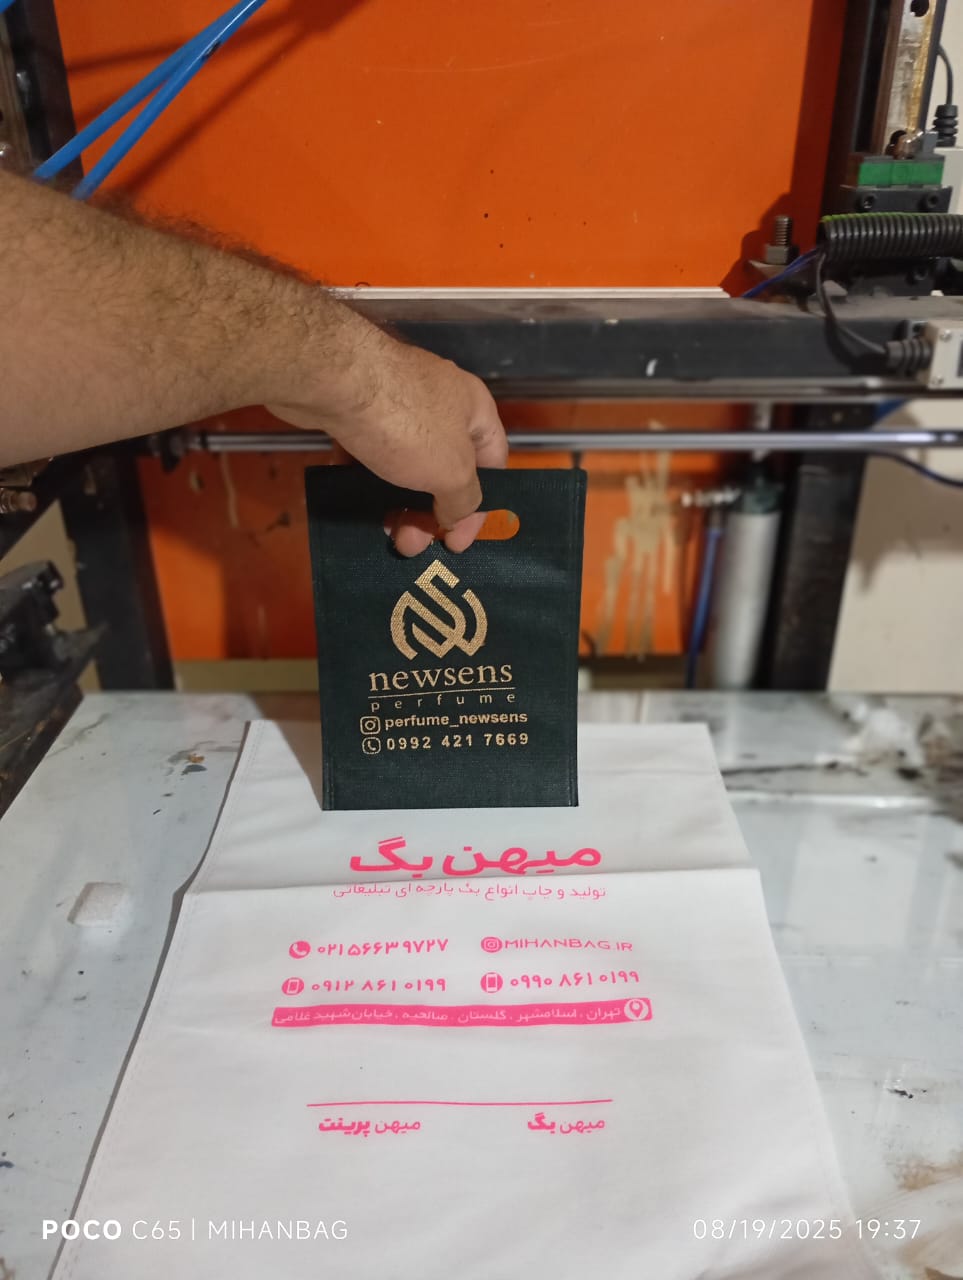 newsens
perfume
perfume_newsens
0992 421 7669
میهن بگ
تولید و چاپ انواع بگ پارچه ای تبلیغاتی
۰۲۱۵۶۶۳۹۷۲۷ MIHANBAG.IR
۰۹۱۲ ۸۶۱ ۰۱۹۹ ۰۹۹۰ ۸۶۱ ۰۱۹۹
تهران ، اسلامشهر ، گلستان ، صالحیه ، خیابان شهید غلامی
میهن بگ میهن پرینت
POCO C65 | MIHANBAG 08/19/2025 19:37